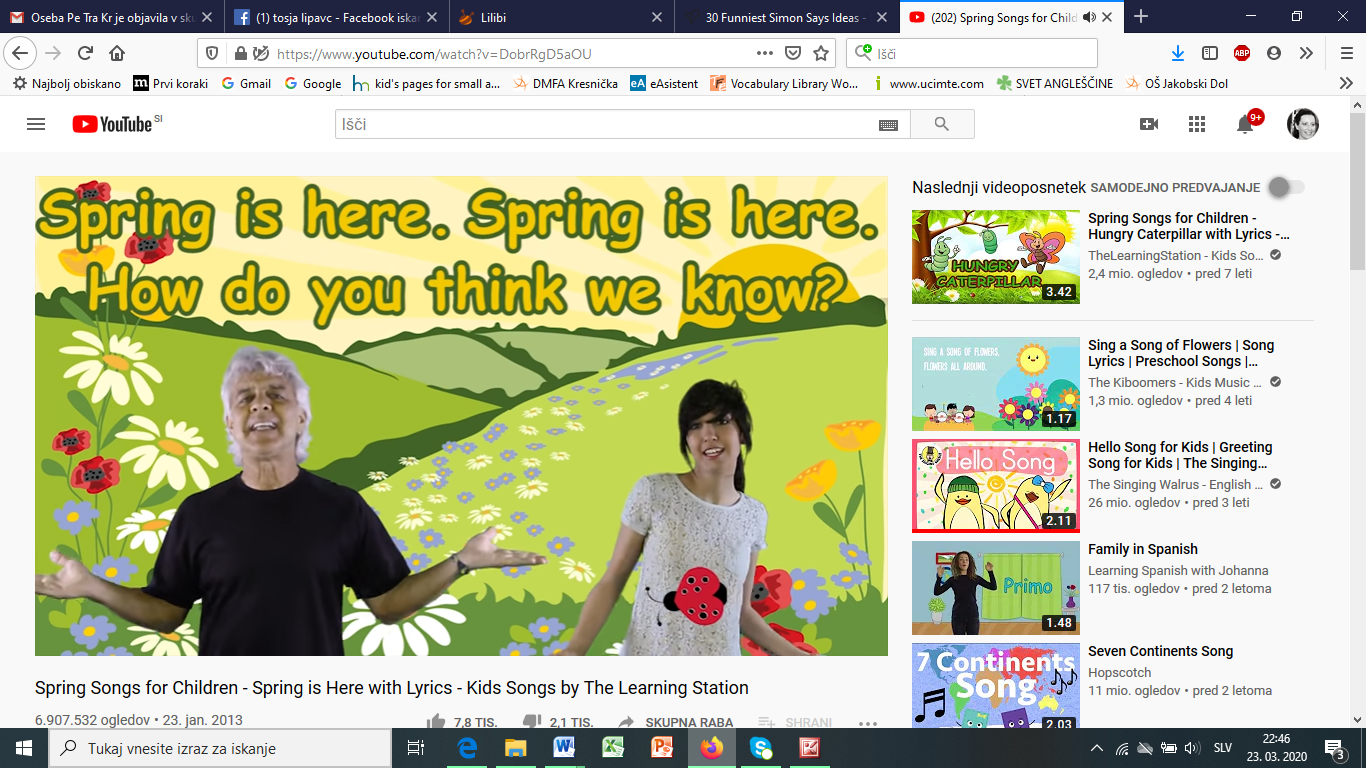 Oseba Pe Tra Kr je objavila v sku
(1) tosja lipavc - Facebook iskan
Lilibi
30 Funniest Simon Says Ideas -
(202) Spring Songs for Child
https://www.youtube.com/watch?v=DobrRgD5aOU
Išči
ABP
Najbolj obiskano
m Prvi koraki
G Gmail
G Google
kid's pages for small a...
DMFA Kresnička
eA eAsistent
Vocabulary Library Wo...
www.ucimte.com
SVET ANGLEŠČINE
OŠ Jakobski Dol
YouTube SI
Išči
9+
Spring is here. Spring is here.
How do you think we know?
Spring Songs for Children - Spring is Here with Lyrics - Kids Songs by The Learning Station
6.907.532 ogledov • 23. jan. 2013
7,8 TIS.
2,1 TIS.
SKUPNA RABA
SHRANI
Naslednji videoposnetek
SAMODEJNO PREDVAJANJE
HUNGRY
CATERPILLAR
3.42
Spring Songs for Children -
Hungry Caterpillar with Lyrics -...
TheLearningStation - Kids So...
2,4 mio. ogledov • pred 7 leti
SING A SONG OF FLOWERS,
FLOWERS ALL AROUND.
1.17
Sing a Song of Flowers | Song
Lyrics | Preschool Songs |...
The Kiboomers - Kids Music ...
1,3 mio. ogledov • pred 4 leti
Hello Song
2.11
Hello Song for Kids | Greeting
Song for Kids | The Singing...
The Singing Walrus - English ...
26 mio. ogledov • pred 3 leti
Primo
1.48
Family in Spanish
Learning Spanish with Johanna
117 tis. ogledov • pred 2 letoma
7 Continents
Song
2.03
Seven Continents Song
Hopscotch
11 mio. ogledov • pred 2 letoma
Tukaj vnesite izraz za iskanje
SLV
22:46
23. 03. 2020
3